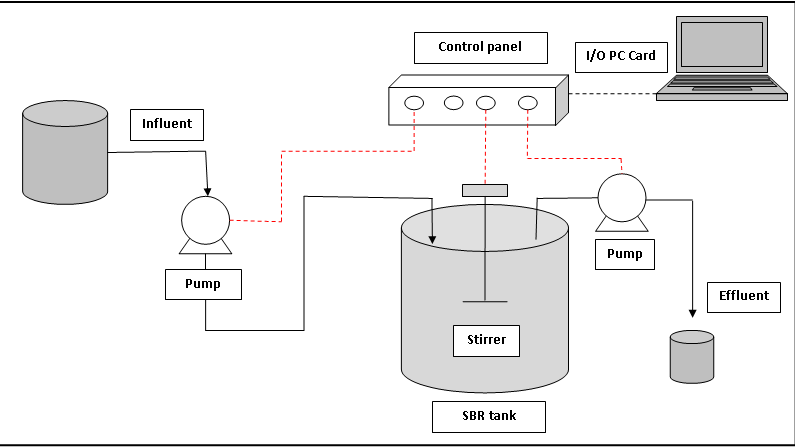 Control panel
I/O PC Card
Influent
Pump
Pump
Effluent
Stirrer
SBR tank